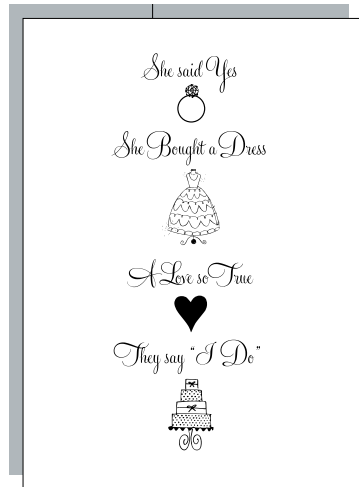 She said Yes
She Bought a Dress
A Love so True
They say “I Do”